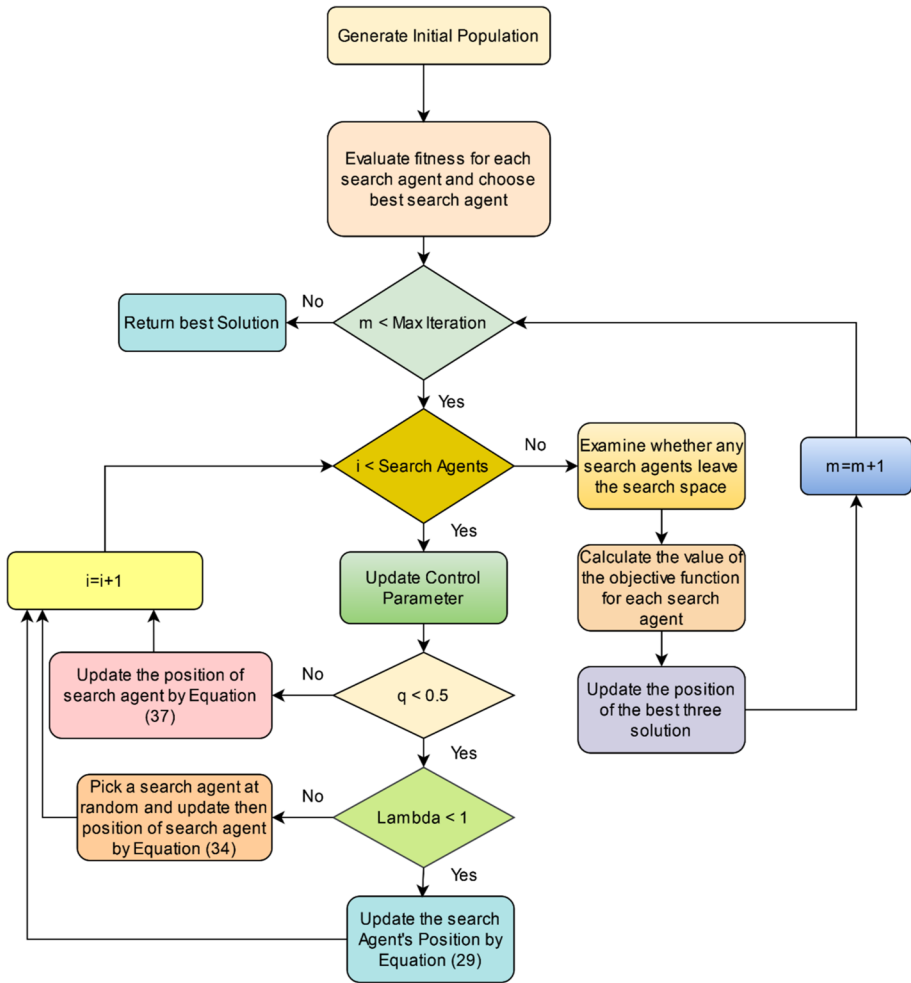 Generate Initial Population
Evaluate fitness for each
search agent and choose
best search agent
No
Return best Solution
m < Max Iteration
Yes
i < Search Agents
No
Examine whether any
search agents leave
the search space
m=m+1
Yes
i=i+1
Update Control
Parameter
Calculate the value of
the objective function
for each search
agent
Update the position of
search agent by Equation
(37)
No
q < 0.5
Update the position
of the best three
solution
Yes
Pick a search agent at
random and update then
position of search agent
by Equation (34)
No
Lambda < 1
Yes
Update the search
Agent's Position by
Equation (29)